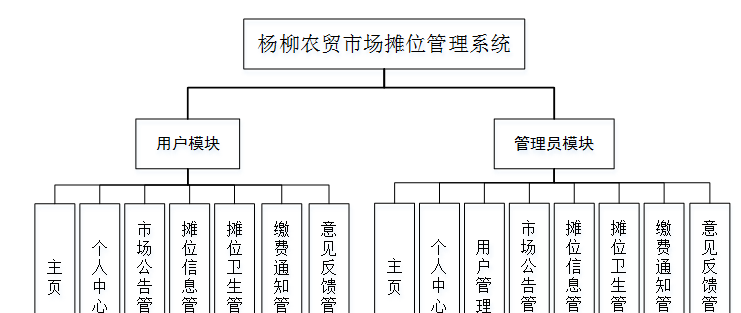 杨柳农贸市场摊位管理系统
用户模块
管理员模块
主页
个人中心
市场公告管
摊位信息管
摊位卫生管
缴费通知管
意见反馈管
主页
个人中心
用户管理
市场公告管
摊位信息管
摊位卫生管
缴费通知管
意见反馈管